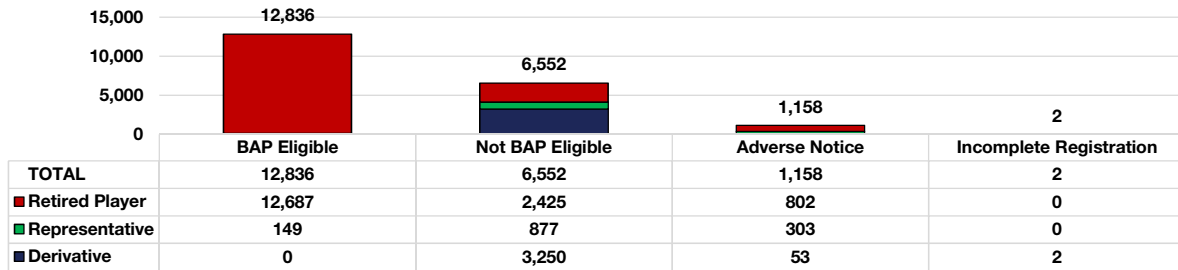 15,000
10,000
5,000
0
12,836
6,552
1,158
2
BAP Eligible Not BAP Eligible Adverse Notice Incomplete Registration
TOTAL 12,836 6,552 1,158 2
Retired Player 12,687 2,425 802 0
Representative 149 877 303 0
Derivative 0 3,250 53 2